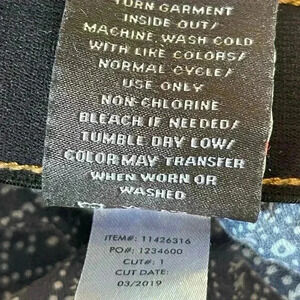 TURN GARMENT
INSIDE OUT/
MACHINE WASH COLD
WITH LIKE COLORS/
NORMAL CYCLE/
USE ONLY
NON-CHLORINE
BLEACH IF NEEDED/
TUMBLE DRY LOW/
COLOR MAY TRANSFER
WHEN WORN OR
WASHED
ITEM#: 11426316
PO#: 1234600
CUT#: 1
CUT DATE:
03/2019